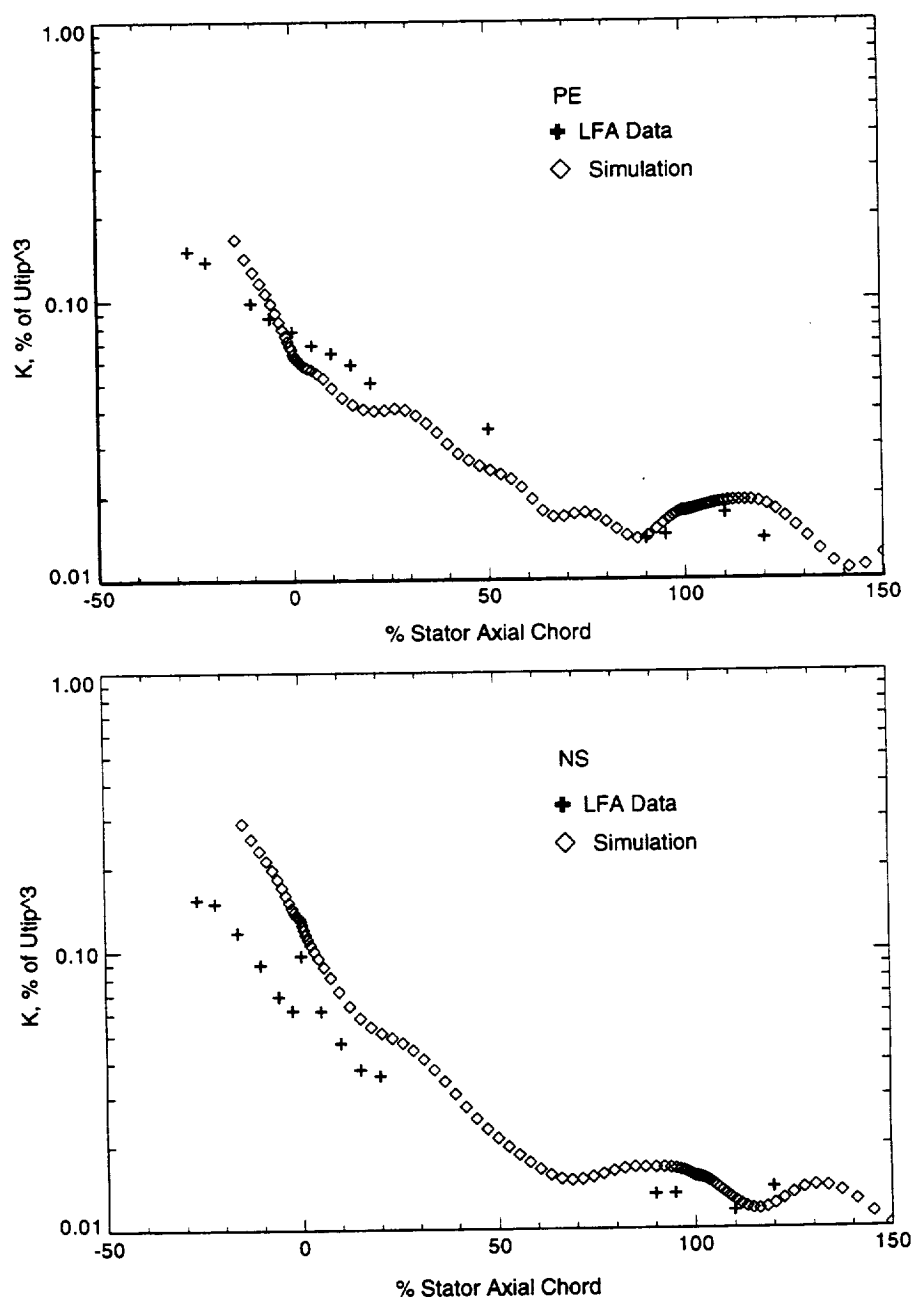 1.00
PE
LFA Data
Simulation
K, % of Utip^3
0.10
0.01
-50 0 50 100 150
% Stator Axial Chord
1.00
NS
LFA Data
Simulation
K, % of Utip^3
0.10
0.01
-50 0 50 100 150
% Stator Axial Chord